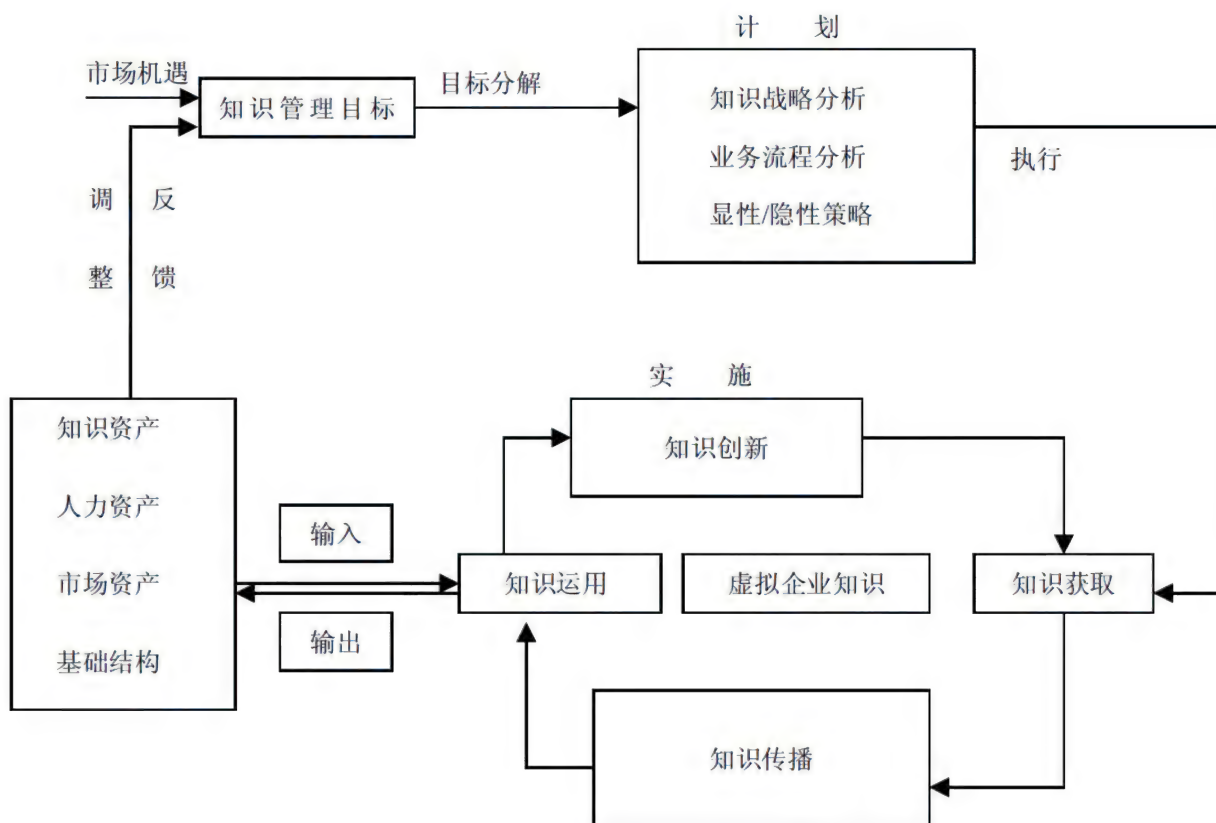 计 划
市场机遇
知识管理目标
目标分解
知识战略分析
业务流程分析
显性/隐性策略
执行
调 反
整 馈
实 施
知识资产
人力资产
市场资产
基础结构
输入
输出
知识创新
知识运用
虚拟企业知识
知识获取
知识传播